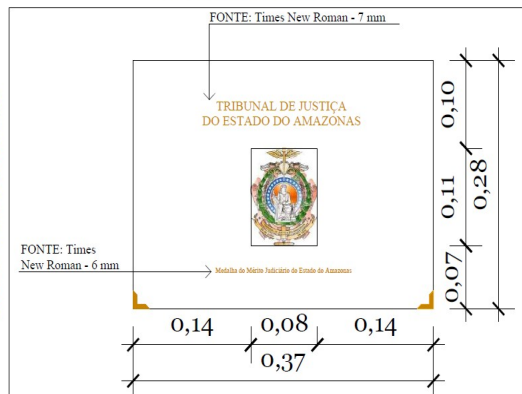 FONTE: Times New Roman - 7 mm
TRIBUNAL DE JUSTIÇA
DO ESTADO DO AMAZONAS
FONTE: Times
New Roman - 6 mm
Medalha do Mérito Judiciário do Estado do Amazonas
0,10
0,11
0,28
0,07
0,14
0,08
0,14
0,37